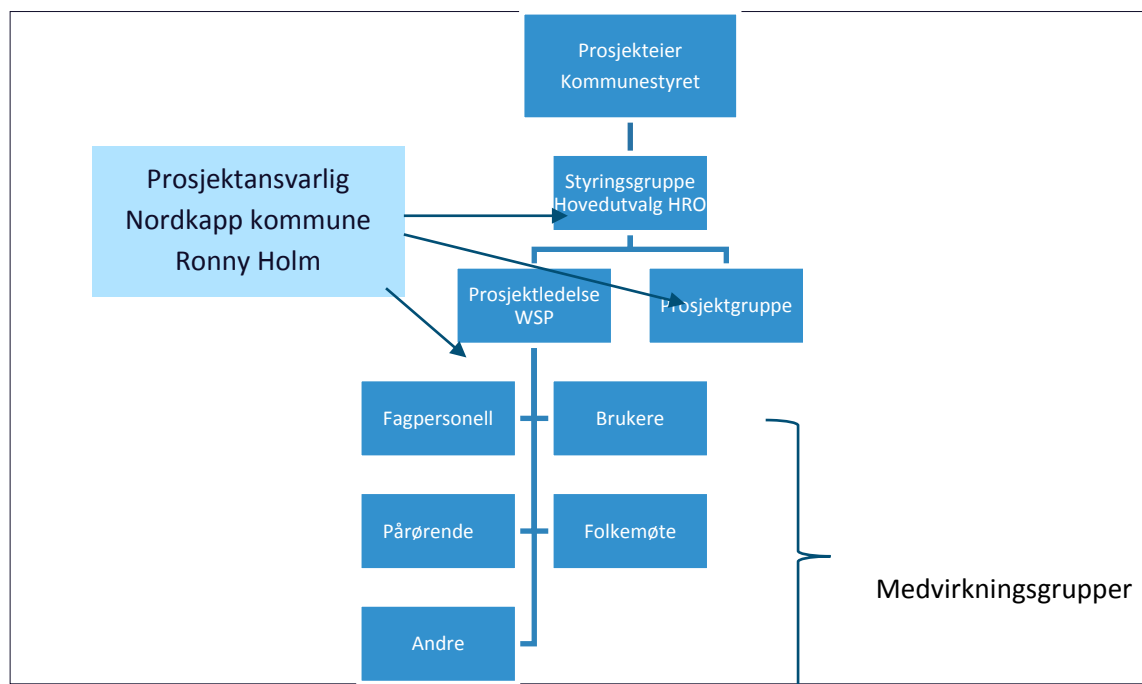 Prosjekteier
Kommunestyret
Prosjektansvarlig
Nordkapp kommune
Ronny Holm
Styringsgruppe
Hovedutvalg HRO
Prosjektledelse
WSP
Prosjektgruppe
Fagpersonell
Brukere
Pårørende
Folkemøte
Medvirkningsgrupper
Andre